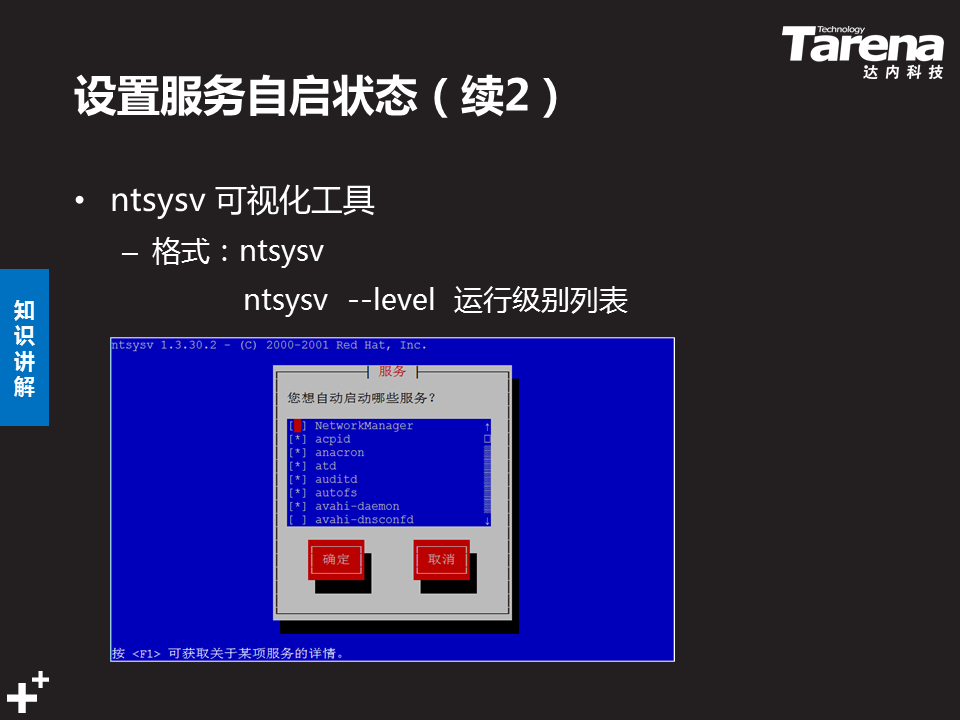 Technology
Tarena
达内科技
设置服务自启状态（续2）
• ntsysv 可视化工具
– 格式：ntsysv
ntsysv --level 运行级别列表
知识讲解
ntsysv 1.3.30.2 - (C) 2000-2001 Red Hat, Inc.
服务
您想自动启动哪些服务？
[ ] NetworkManager
[*] acpid
[*] anacron
[*] atd
[*] auditd
[*] autofs
[*] avahi-daemon
[ ] avahi-dnsconfd
确定 取消
按 <F1> 可获取关于某项服务的详情。